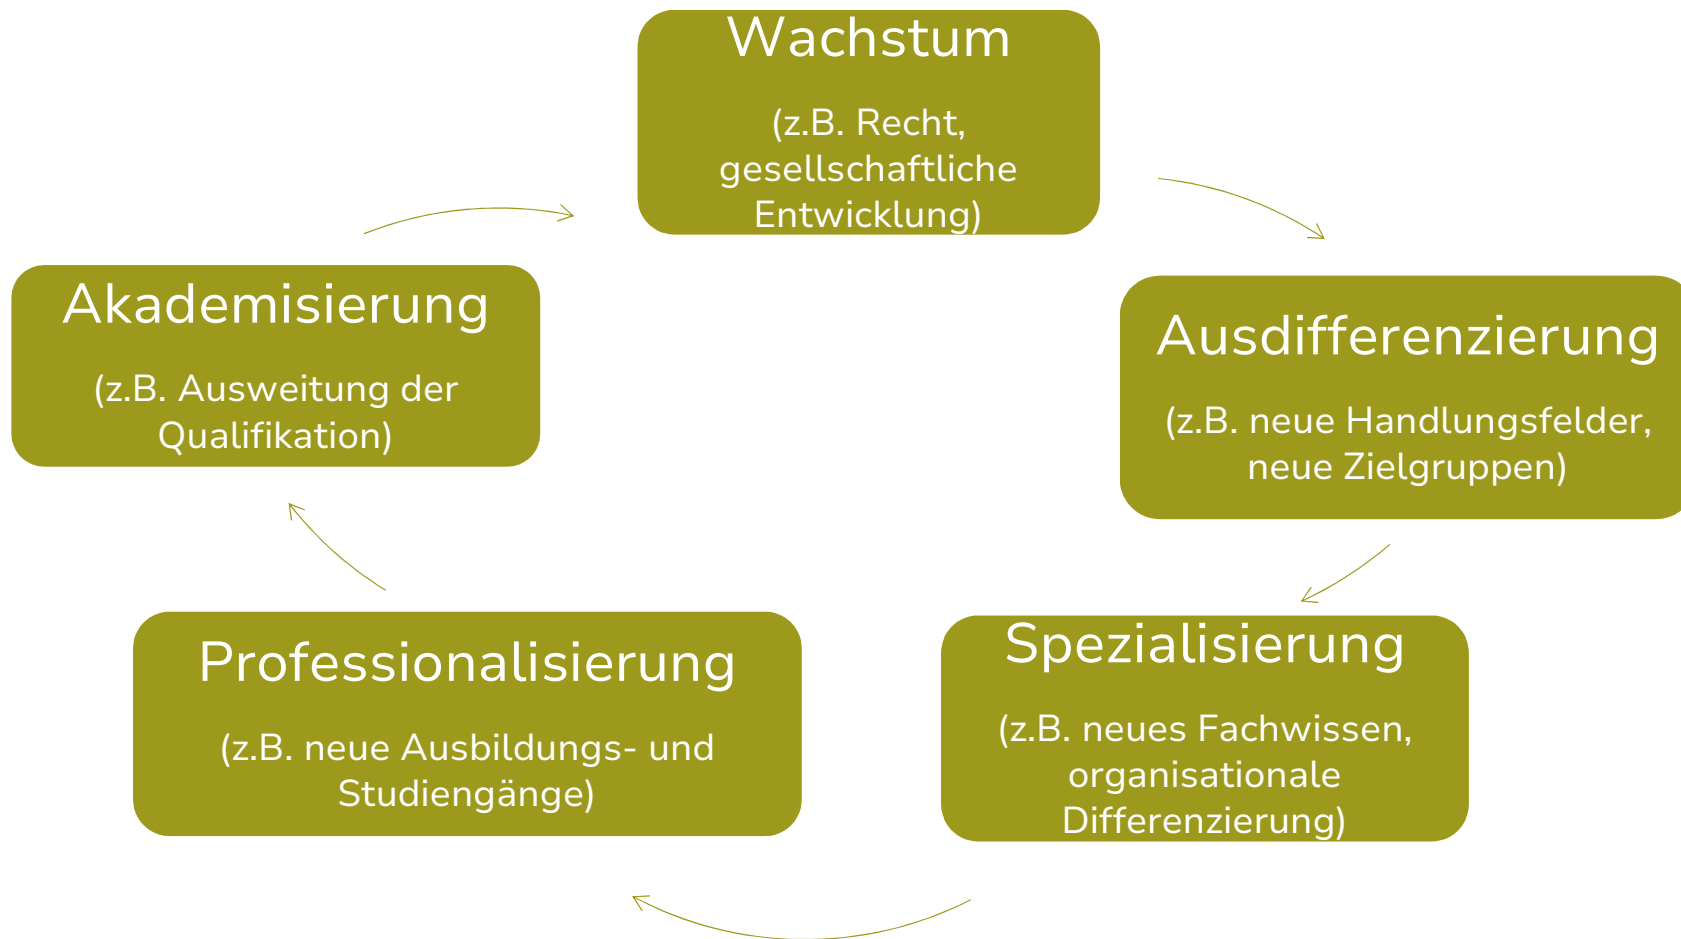 Wachstum
(z.B. Recht,
gesellschaftliche
Entwicklung)
Ausdifferenzierung
(z.B. neue Handlungsfelder,
neue Zielgruppen)
Spezialisierung
(z.B. neues Fachwissen,
organisationale
Differenzierung)
Professionalisierung
(z.B. neue Ausbildungs- und
Studiengänge)
Akademisierung
(z.B. Ausweitung der
Qualifikation)